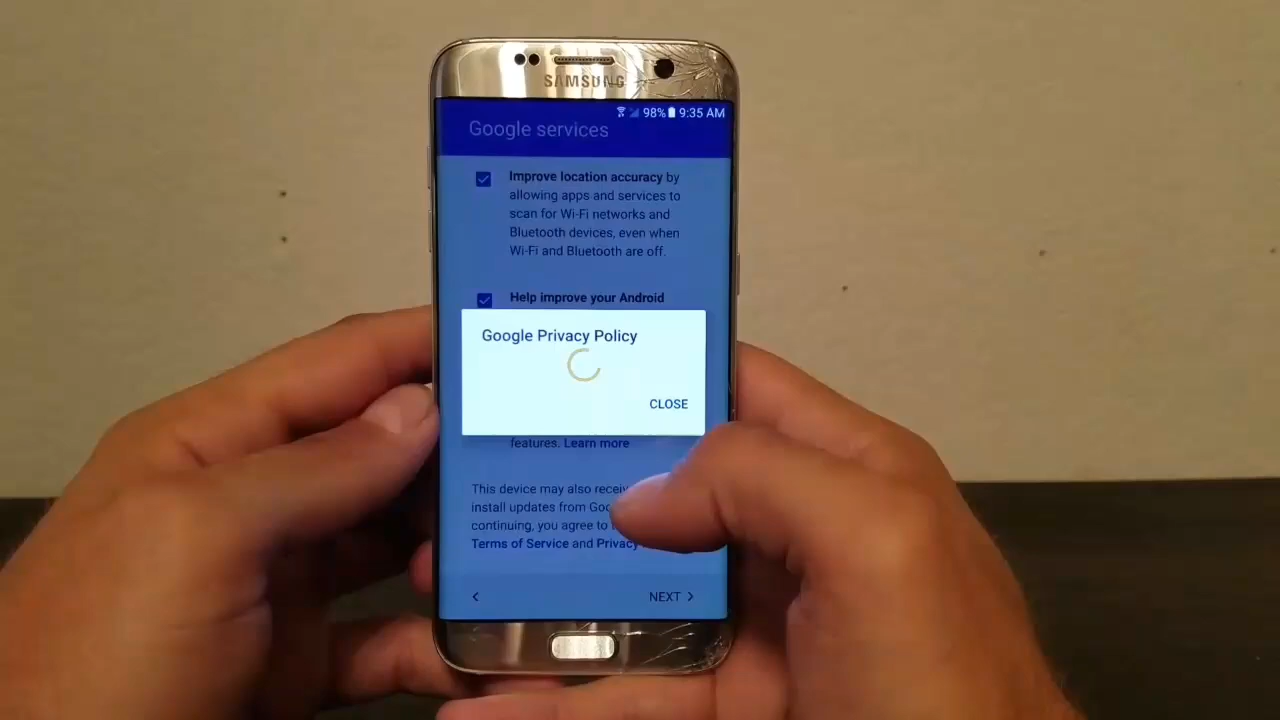 SAMSUNG
98% 9:35 AM
Google services
Improve location accuracy by
allowing apps and services to
scan for Wi-Fi networks and
Bluetooth devices, even when
Wi-Fi and Bluetooth are off.
Help improve your Android
Google Privacy Policy
CLOSE
features. Learn more
This device may also
install updates from
continuing, you agree to
Terms of Service and Privacy
NEXT